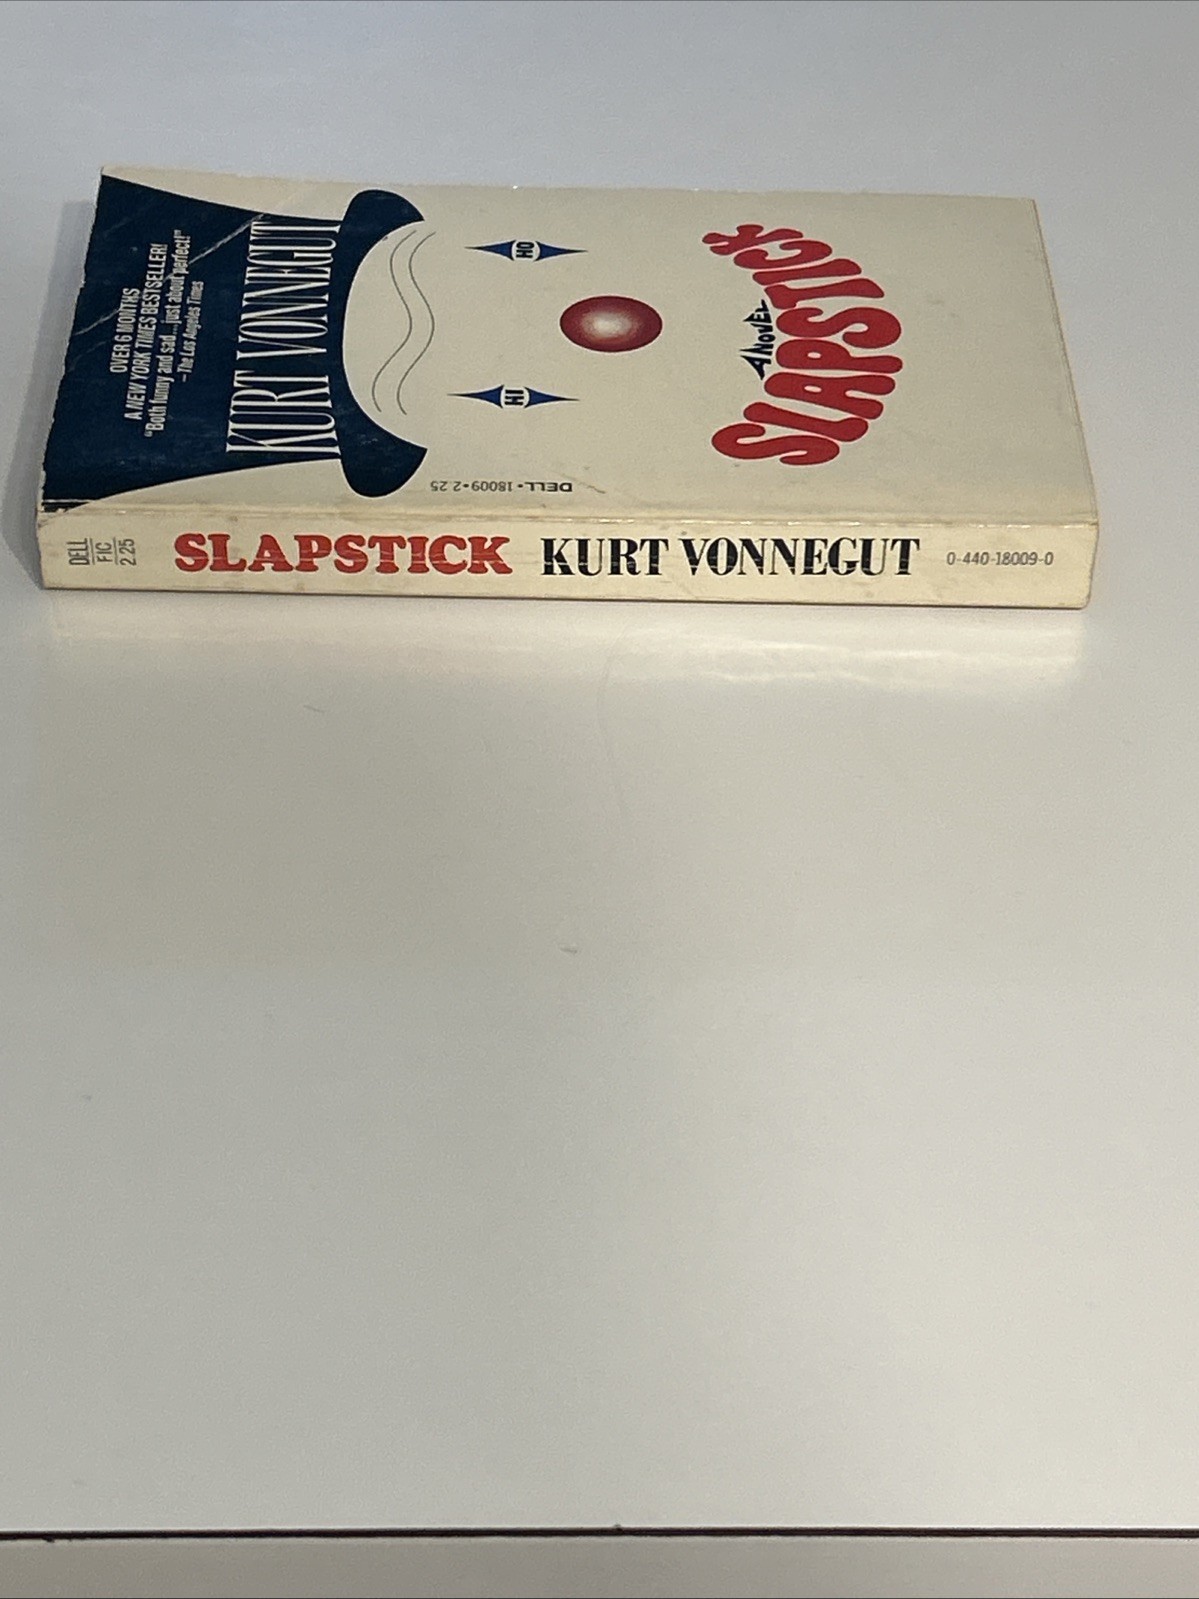 OVER 6 MONTHS
A NEW YORK TIMES BESTSELLER!
"Both funny and sad...just about perfect!"
– The Los Angeles Times
KURT VONNEGUT
HI
HO
A NOVEL
SLAPSTICK
DELL • 18009 • 2.25
DELL
FIC
2.25
SLAPSTICK KURT VONNEGUT 0-440-18009-0